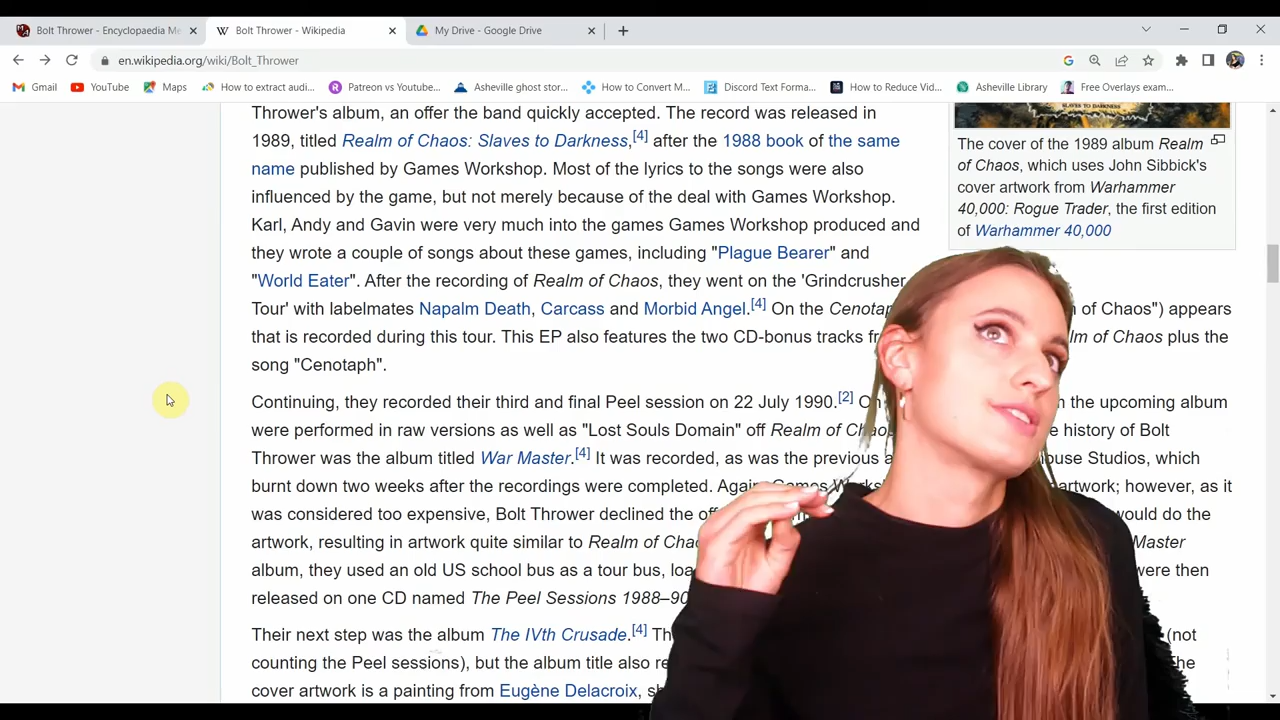 Bolt Thrower - Encyclopaedia Me
Bolt Thrower - Wikipedia
My Drive - Google Drive
en.wikipedia.org/wiki/Bolt_Thrower
Gmail
YouTube
Maps
How to extract audi...
Patreon vs Youtube...
Asheville ghost stor...
How to Convert M...
Discord Text Forma...
How to Reduce Vid...
Asheville Library
Free Overlays exam...
Thrower's album, an offer the band quickly accepted. The record was released in
1989, titled Realm of Chaos: Slaves to Darkness,[4] after the 1988 book of the same
name published by Games Workshop. Most of the lyrics to the songs were also
influenced by the game, but not merely because of the deal with Games Workshop.
Karl, Andy and Gavin were very much into the games Games Workshop produced and
they wrote a couple of songs about these games, including "Plague Bearer" and
"World Eater". After the recording of Realm of Chaos, they went on the 'Grindcrusher
Tour' with labelmates Napalm Death, Carcass and Morbid Angel.[4] On the Cenotap m of Chaos") appears
that is recorded during this tour. This EP also features the two CD-bonus tracks lm of Chaos plus the
song "Cenotaph".
SLAVES TO DARKNESS
The cover of the 1989 album Realm
of Chaos, which uses John Sibbick's
cover artwork from Warhammer
40,000: Rogue Trader, the first edition
of Warhammer 40,000
Continuing, they recorded their third and final Peel session on 22 July 1990.[2] On the upcoming album
were performed in raw versions as well as "Lost Souls Domain" off Realm of Chao e history of Bolt
Thrower was the album titled War Master.[4] It was recorded, as was the previous a ouse Studios, which
burnt down two weeks after the recordings were completed. Again Games Works artwork; however, as it
was considered too expensive, Bolt Thrower declined the off would do the
artwork, resulting in artwork quite similar to Realm of Cha Master
album, they used an old US school bus as a tour bus, loa were then
released on one CD named The Peel Sessions 1988–90
Their next step was the album The IVth Crusade.[4] Th (not
counting the Peel sessions), but the album title also re he
cover artwork is a painting from Eugène Delacroix, s